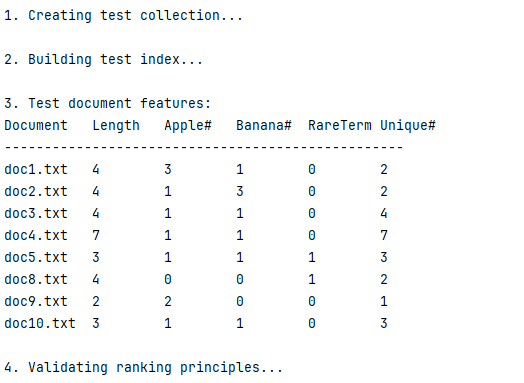 1. Creating test collection...
2. Building test index...
3. Test document features:
Document   Length   Apple#   Banana#  RareTerm Unique#
--------------------------------------------------
doc1.txt   4        3        1        0        2
doc2.txt   4        1        3        0        2
doc3.txt   4        1        1        0        4
doc4.txt   7        1        1        0        7
doc5.txt   3        1        1        1        3
doc8.txt   4        0        0        1        2
doc9.txt   2        2        0        0        1
doc10.txt  3        1        1        0        3
4. Validating ranking principles...